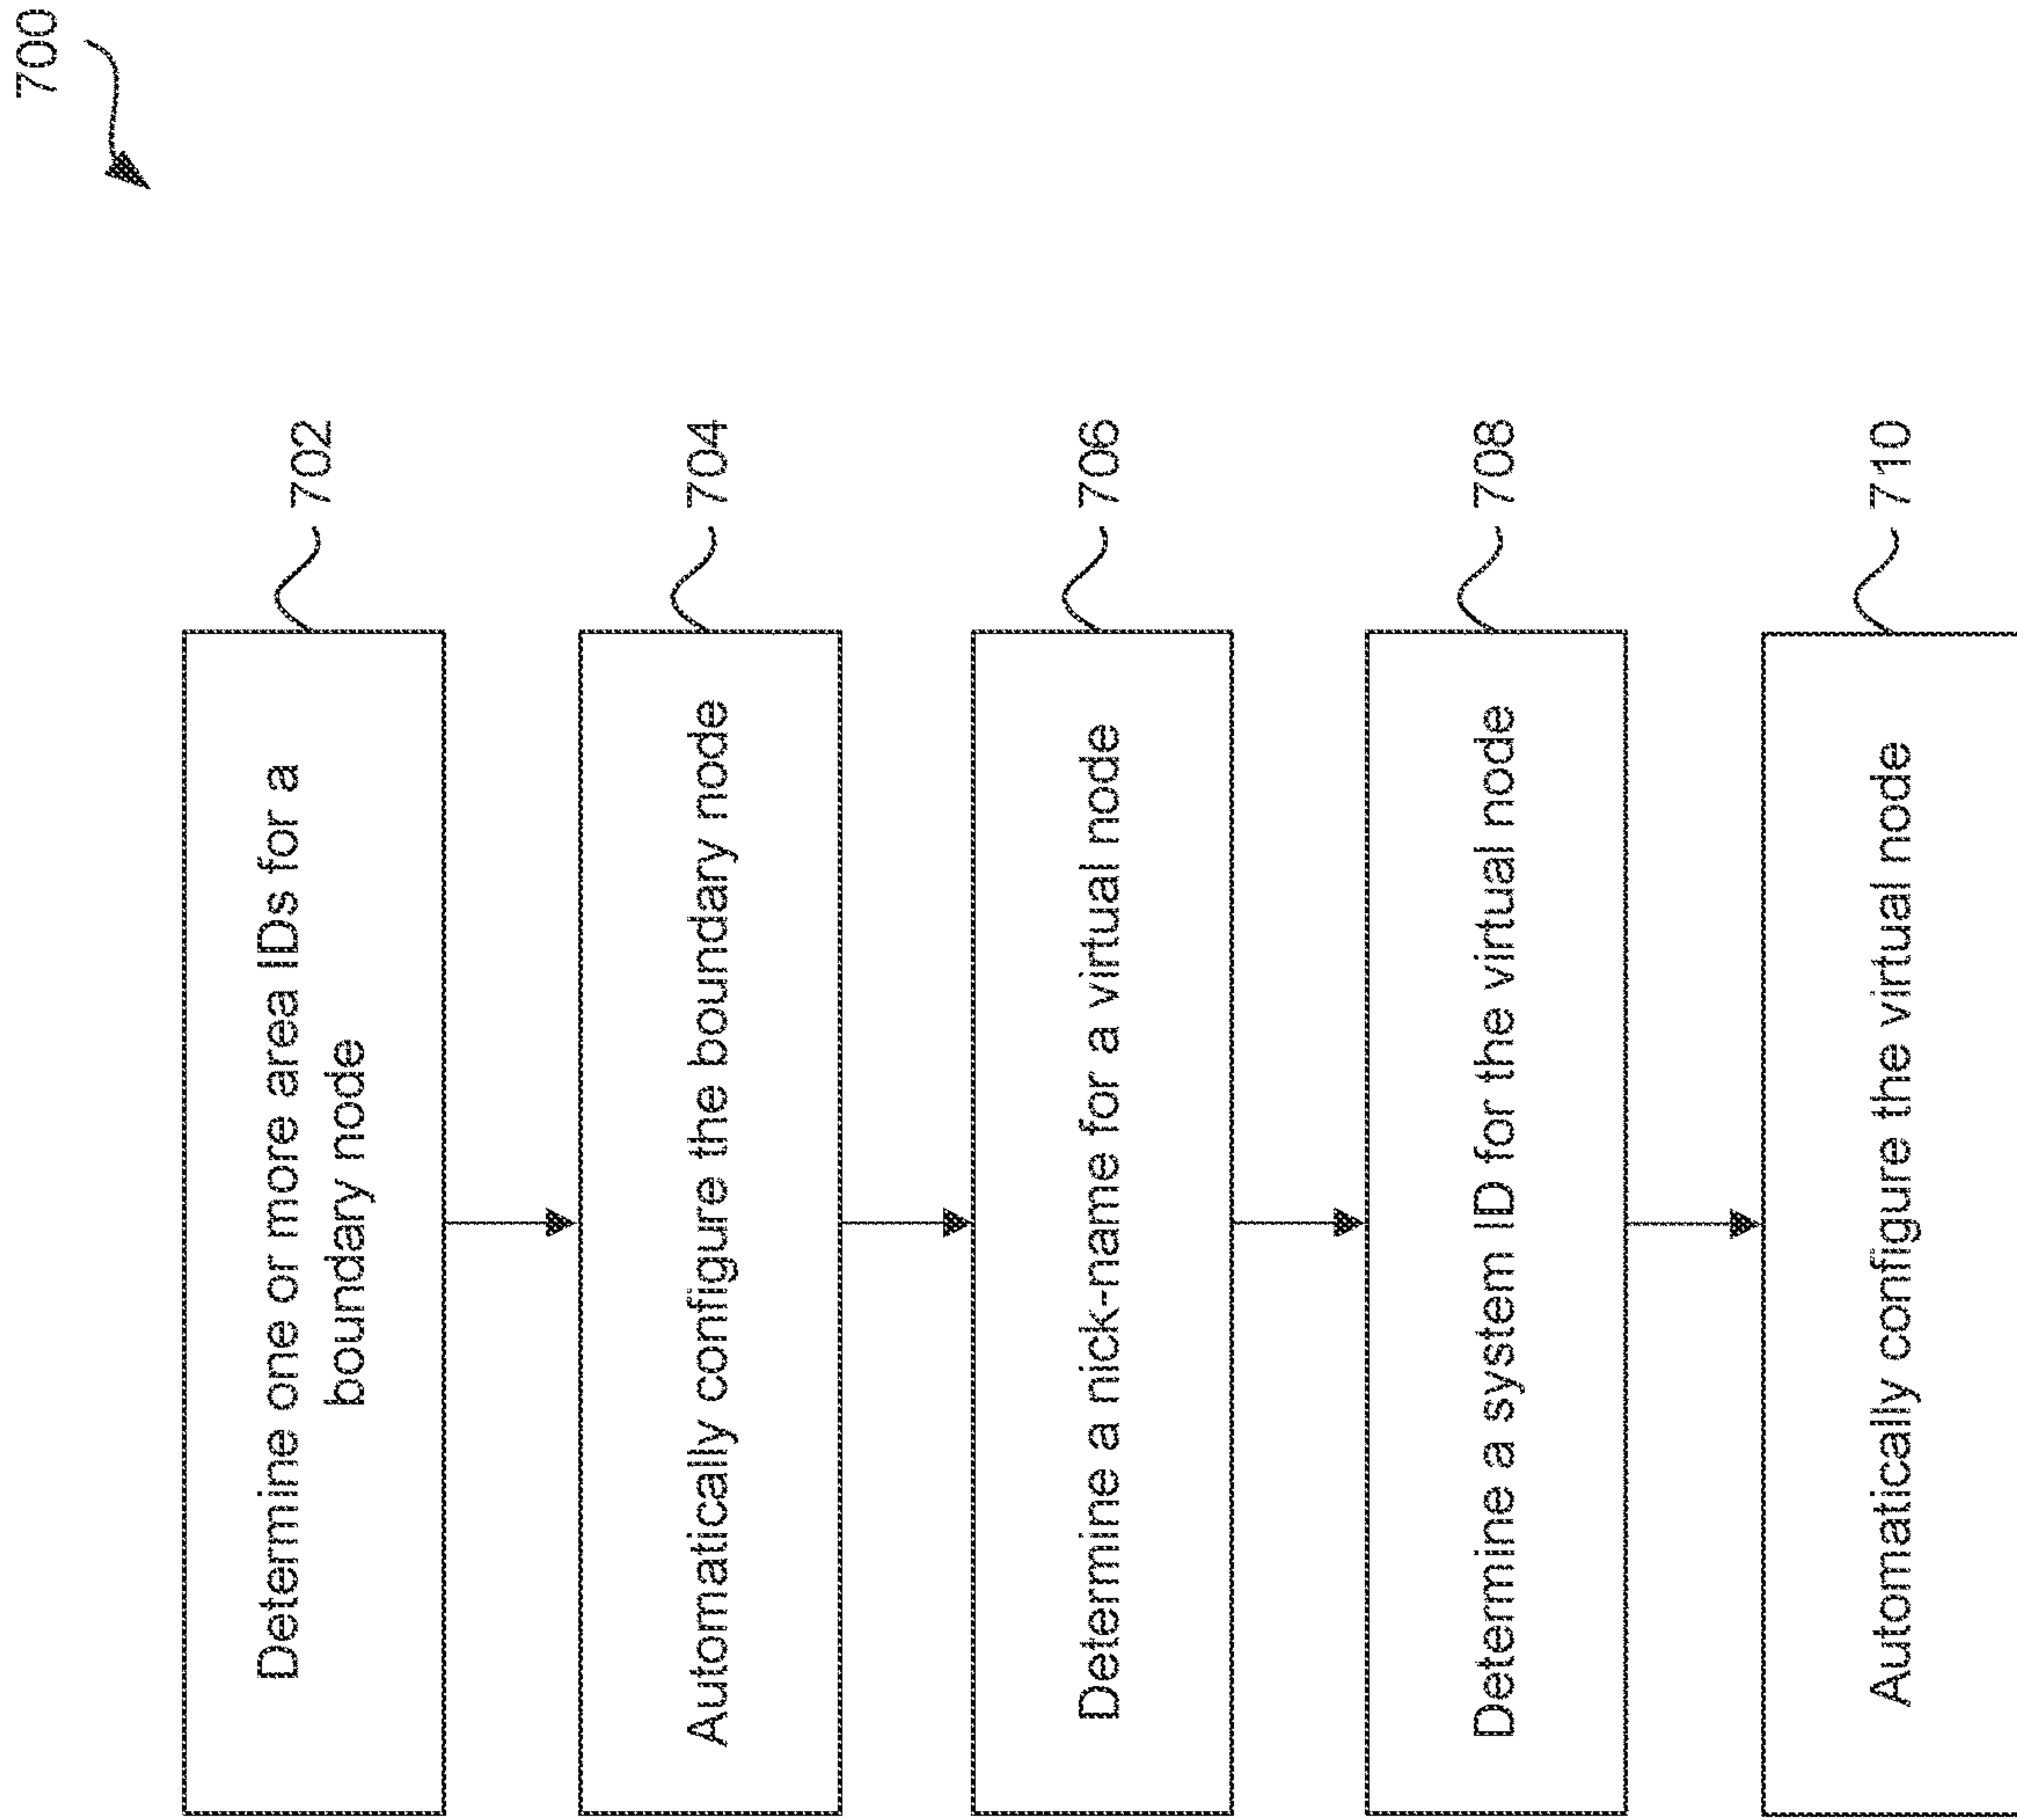 700
Determine one or more area IDs for a
boundary node
702
Automatically configure the boundary node
704
Determine a nick-name for a virtual node
706
Determine a system ID for the virtual node
708
Automatically configure the virtual node
710